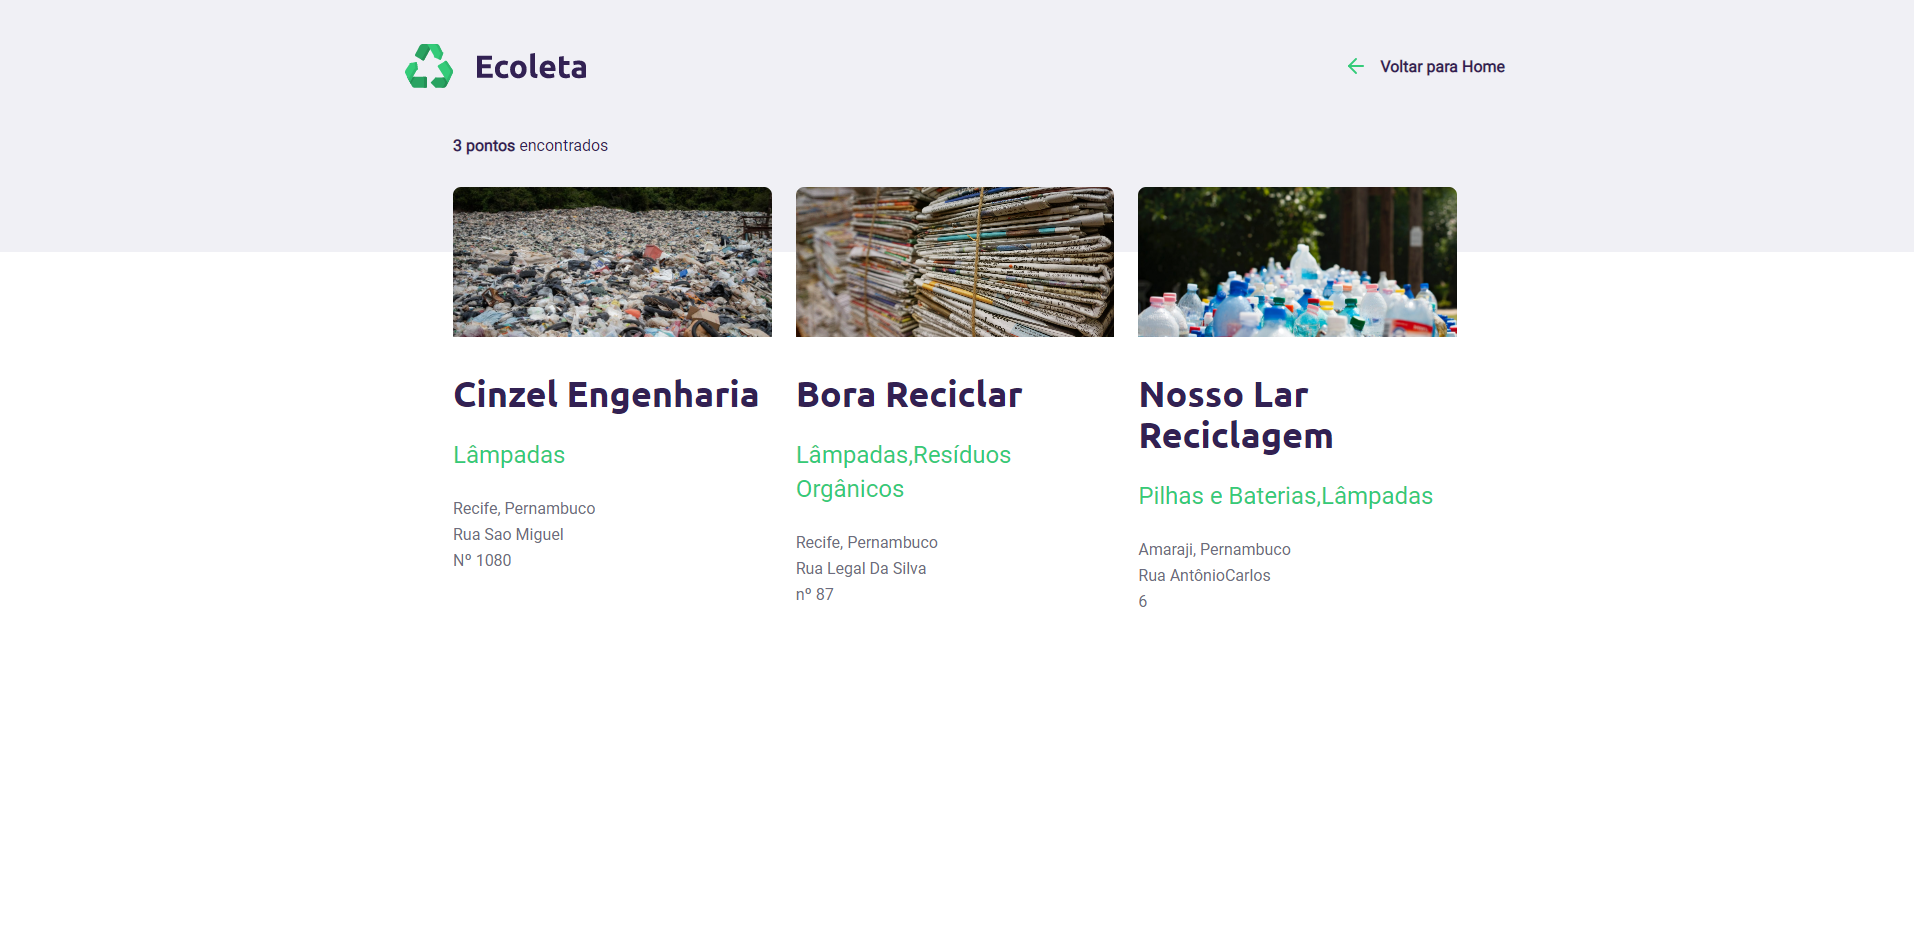 Ecoleta
Voltar para Home
3 pontos encontrados
Cinzel Engenharia
Lâmpadas
Recife, Pernambuco
Rua Sao Miguel
Nº 1080
Bora Reciclar
Lâmpadas,Resíduos
Orgânicos
Recife, Pernambuco
Rua Legal Da Silva
nº 87
Nosso Lar
Reciclagem
Pilhas e Baterias,Lâmpadas
Amaraji, Pernambuco
Rua AntônioCarlos
6